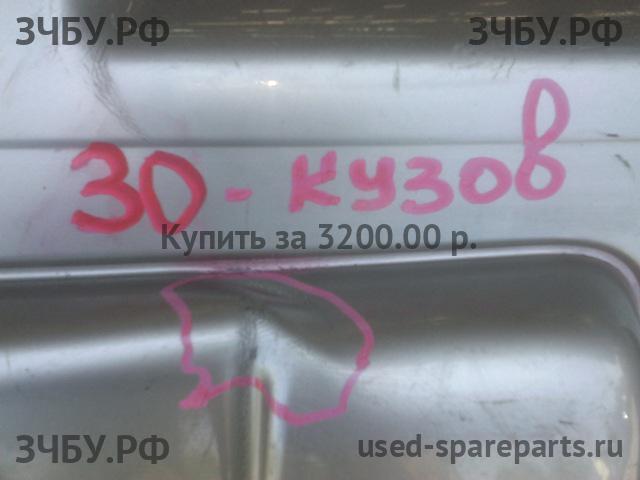 ЗЧБУ.РФ ЗЧБУ.РФ
30 - кузов
Купить за 3200.00 р.
ЗЧБУ.РФ used-spareparts.ru